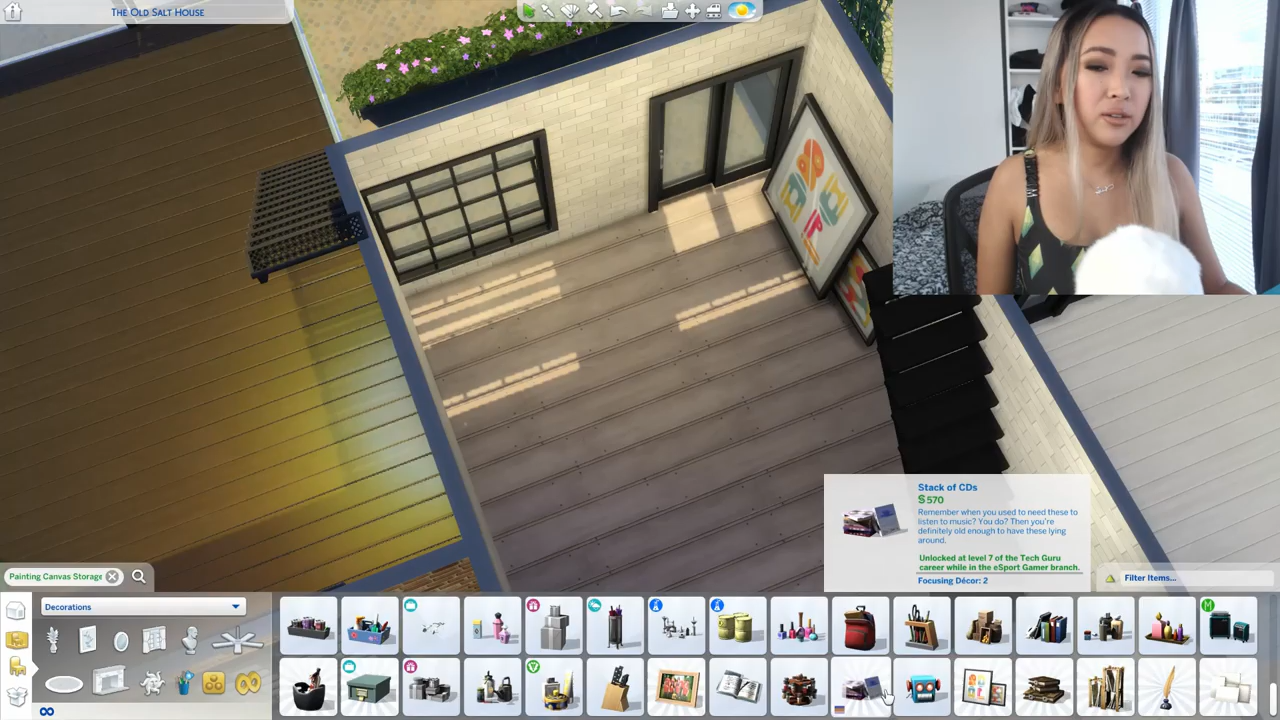 THE OLD SALT HOUSE
Stack of CDs
§570
Remember when you used to need these to
listen to music? You do? Then you're
definitely old enough to have these lying
around.
Unlocked at level 7 of the Tech Guru
career while in the eSport Gamer branch.
Focusing Décor: 2
Painting Canvas Storage
Filter Items...
Decorations